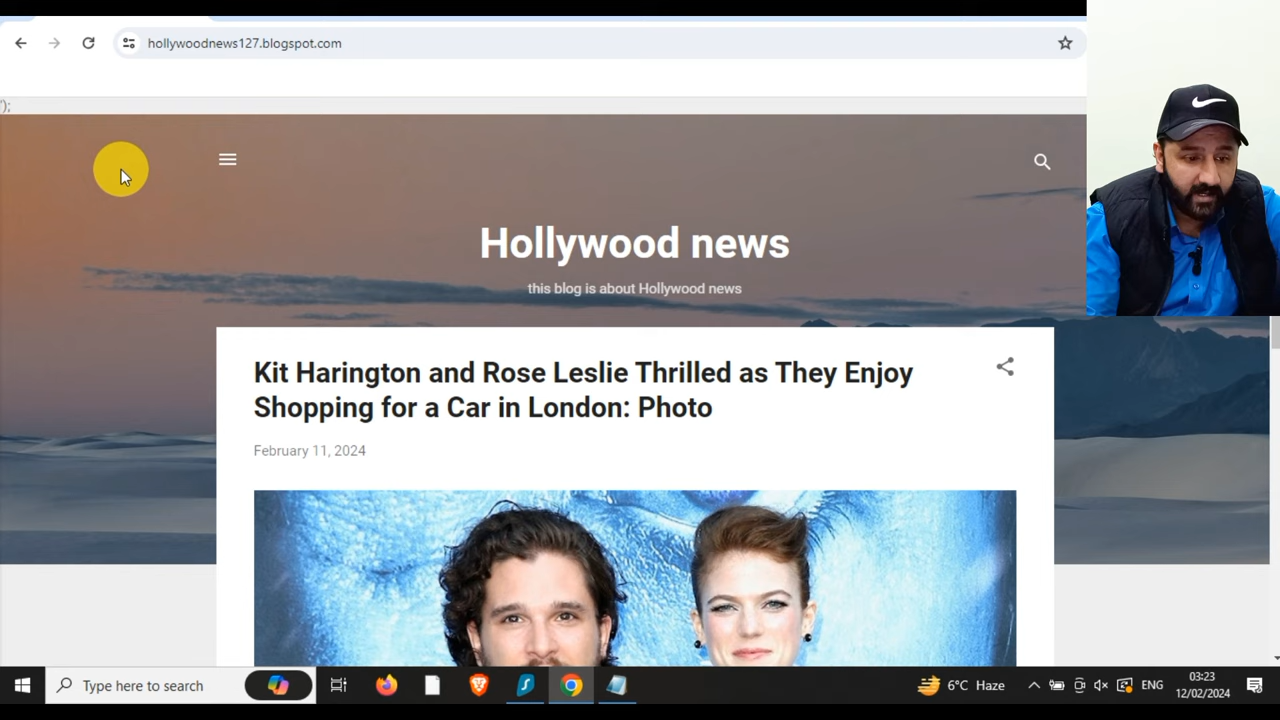 hollywoodnews127.blogspot.com
');
Hollywood news
this blog is about Hollywood news
Kit Harington and Rose Leslie Thrilled as They Enjoy
Shopping for a Car in London: Photo
February 11, 2024
Type here to search
6°C Haze
ENG
03:23
12/02/2024